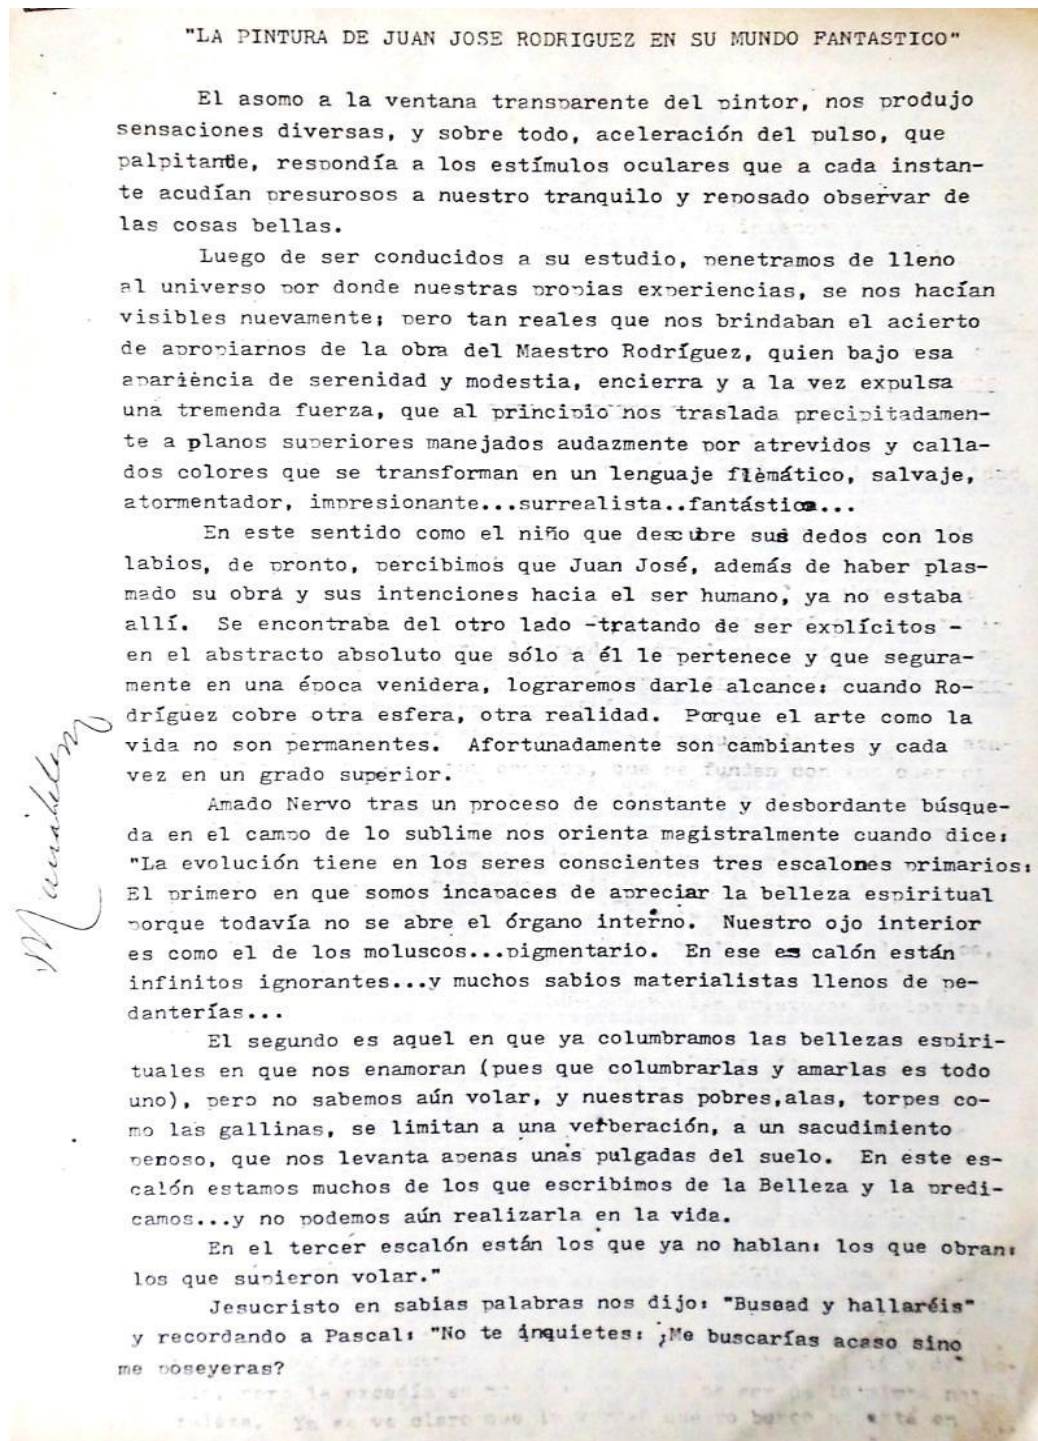 "LA PINTURA DE JUAN JOSE RODRIGUEZ EN SU MUNDO FANTASTICO"
El asomo a la ventana transparente del pintor, nos produjo
sensaciones diversas, y sobre todo, aceleración del pulso, que
palpitante, respondía a los estímulos oculares que a cada instan-
te acudían presurosos a nuestro tranquilo y reposado observar de
las cosas bellas.
Luego de ser conducidos a su estudio, penetramos de lleno
al universo por donde nuestras propias experiencias, se nos hacían
visibles nuevamente; pero tan reales que nos brindaban el acierto
de apropiarnos de la obra del Maestro Rodríguez, quien bajo esa
apariencia de serenidad y modestia, encierra y a la vez expulsa
una tremenda fuerza, que al principio nos traslada precipitadamen-
te a planos superiores manejados audazmente por atrevidos y calla-
dos colores que se transforman en un lenguaje flemático, salvaje,
atormentador, impresionante...surrealista..fantástico...
En este sentido como el niño que descubre sus dedos con los
labios, de pronto, percibimos que Juan José, además de haber plas-
mado su obra y sus intenciones hacia el ser humano, ya no estaba
allí. Se encontraba del otro lado -tratando de ser explícitos -
en el abstracto absoluto que sólo a él le pertenece y que segura-
mente en una época venidera, lograremos darle alcance: cuando Ro-
dríguez cobre otra esfera, otra realidad. Porque el arte como la
vida no son permanentes. Afortunadamente son cambiantes y cada
vez en un grado superior.
Amado Nervo tras un proceso de constante y desbordante búsque-
da en el campo de lo sublime nos orienta magistralmente cuando dice:
"La evolución tiene en los seres conscientes tres escalones primarios:
El primero en que somos incapaces de apreciar la belleza espiritual
porque todavía no se abre el órgano interno. Nuestro ojo interior
es como el de los moluscos...pigmentario. En ese es calón están
infinitos ignorantes...y muchos sabios materialistas llenos de pe-
danterías...
El segundo es aquel en que ya columbramos las bellezas espiri-
tuales en que nos enamoran (pues que columbrarlas y amarlas es todo
uno), pero no sabemos aún volar, y nuestras pobres,alas, torpes co-
mo las gallinas, se limitan a una verberación, a un sacudimiento
penoso, que nos levanta apenas unas pulgadas del suelo. En este es-
calón estamos muchos de los que escribimos de la Belleza y la predi-
camos...y no podemos aún realizarla en la vida.
En el tercer escalón están los que ya no hablan: los que obran:
los que supieron volar."
Jesucristo en sabias palabras nos dijo: "Busead y hallaréis"
y recordando a Pascal: "No te inquietes: ¿Me buscarías acaso sino
me poseyeras?